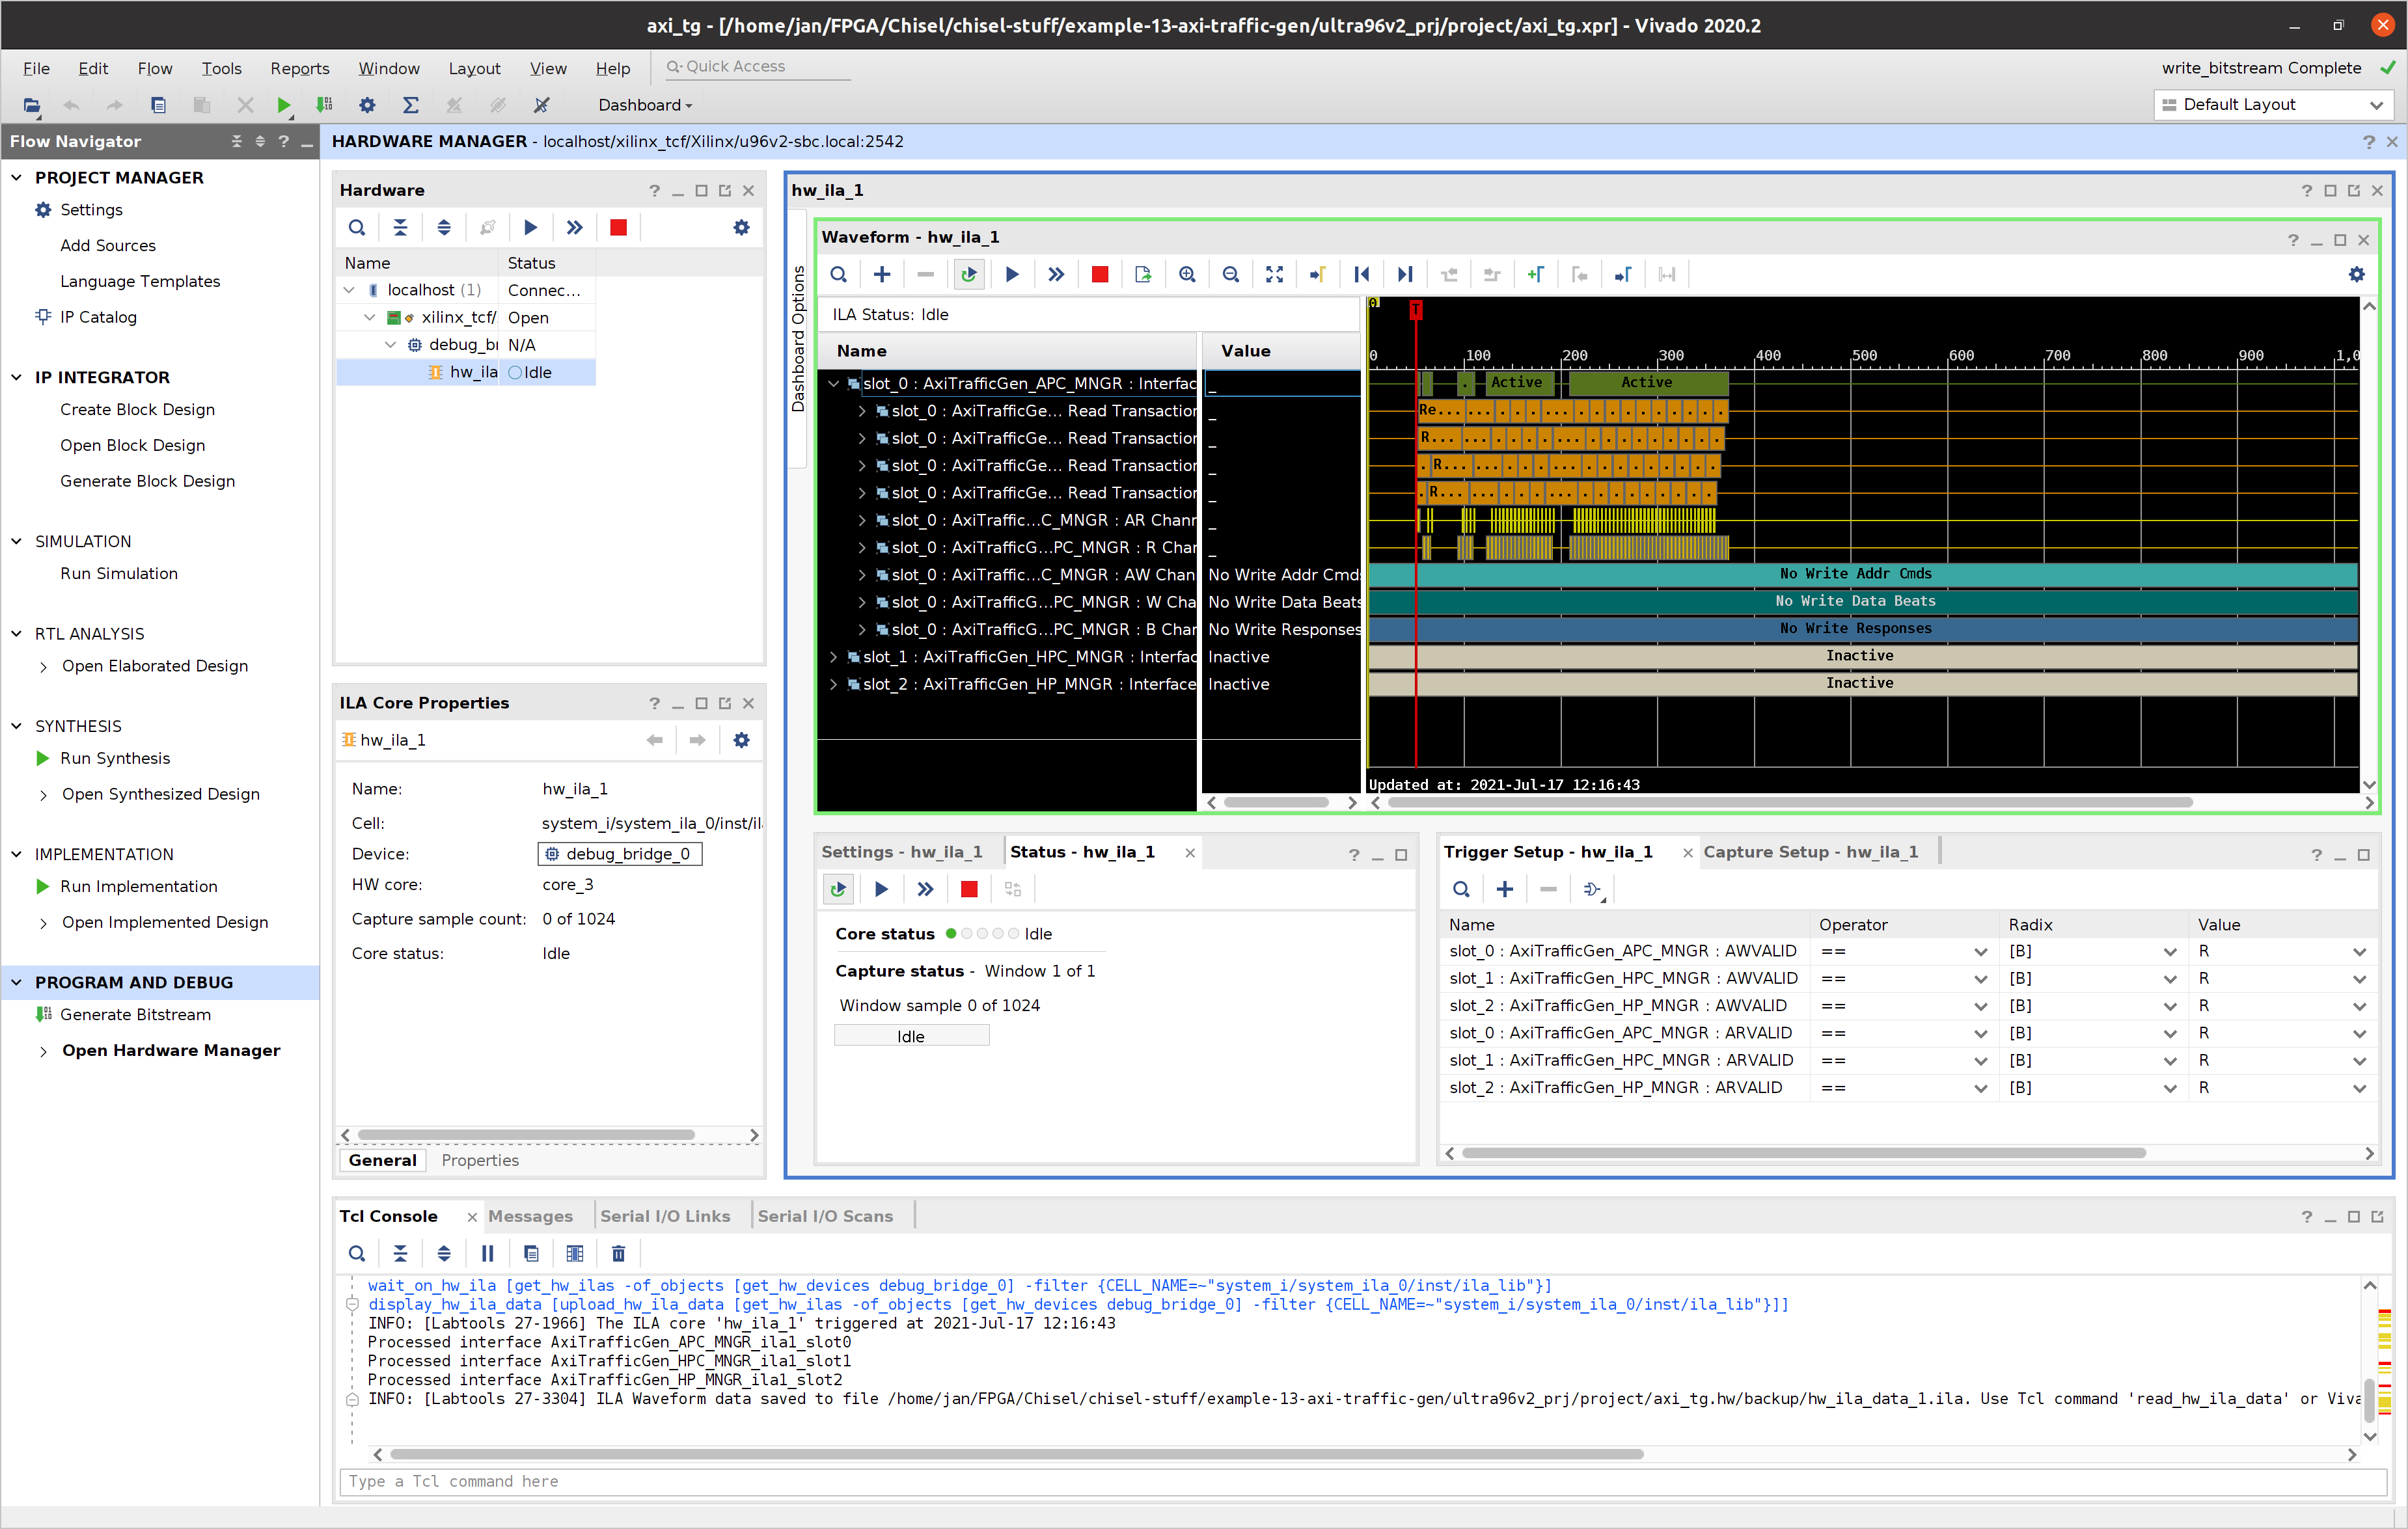 axi_tg - [/home/jan/FPGA/Chisel/chisel-stuff/example-13-axi-traffic-gen/ultra96v2_prj/project/axi_tg.xpr] - Vivado 2020.2
File Edit Flow Tools Reports Window Layout View Help Quick Access
write_bitstream Complete
Dashboard
Default Layout
Flow Navigator
PROJECT MANAGER
Settings
Add Sources
Language Templates
IP Catalog
IP INTEGRATOR
Create Block Design
Open Block Design
Generate Block Design
SIMULATION
Run Simulation
RTL ANALYSIS
Open Elaborated Design
SYNTHESIS
Run Synthesis
Open Synthesized Design
IMPLEMENTATION
Run Implementation
Open Implemented Design
PROGRAM AND DEBUG
Generate Bitstream
Open Hardware Manager
HARDWARE MANAGER - localhost/xilinx_tcf/Xilinx/u96v2-sbc.local:2542
Hardware
Name Status
localhost (1) Connec...
xilinx_tcf/ Open
debug_br N/A
hw_ila Idle
ILA Core Properties
hw_ila_1
Name: hw_ila_1
Cell: system_i/system_ila_0/inst/il
Device: debug_bridge_0
HW core: core_3
Capture sample count: 0 of 1024
Core status: Idle
General Properties
hw_ila_1
Dashboard Options
Waveform - hw_ila_1
ILA Status: Idle
Name Value
slot_0 : AxiTrafficGen_APC_MNGR : Interfac _
slot_0 : AxiTrafficGe... Read Transaction _
slot_0 : AxiTrafficGe... Read Transaction _
slot_0 : AxiTrafficGe... Read Transaction _
slot_0 : AxiTrafficGe... Read Transaction _
slot_0 : AxiTraffic...C_MNGR : AR Chann _
slot_0 : AxiTrafficG...PC_MNGR : R Char _
slot_0 : AxiTraffic...C_MNGR : AW Chan No Write Addr Cmds
slot_0 : AxiTrafficG...PC_MNGR : W Cha No Write Data Beats
slot_0 : AxiTrafficG...PC_MNGR : B Char No Write Responses
slot_1 : AxiTrafficGen_HPC_MNGR : Interfac Inactive
slot_2 : AxiTrafficGen_HP_MNGR : Interface Inactive
0
T
0 100 200 300 400 500 600 700 800 900 1,0
. Active Active
Re...
R...
R...
R...
No Write Addr Cmds
No Write Data Beats
No Write Responses
Inactive
Inactive
Updated at: 2021-Jul-17 12:16:43
Settings - hw_ila_1 Status - hw_ila_1
Core status Idle
Capture status - Window 1 of 1
Window sample 0 of 1024
Idle
Trigger Setup - hw_ila_1 Capture Setup - hw_ila_1
Name Operator Radix Value
slot_0 : AxiTrafficGen_APC_MNGR : AWVALID == [B] R
slot_1 : AxiTrafficGen_HPC_MNGR : AWVALID == [B] R
slot_2 : AxiTrafficGen_HP_MNGR : AWVALID == [B] R
slot_0 : AxiTrafficGen_APC_MNGR : ARVALID == [B] R
slot_1 : AxiTrafficGen_HPC_MNGR : ARVALID == [B] R
slot_2 : AxiTrafficGen_HP_MNGR : ARVALID == [B] R
Tcl Console Messages Serial I/O Links Serial I/O Scans
wait_on_hw_ila [get_hw_ilas -of_objects [get_hw_devices debug_bridge_0] -filter {CELL_NAME=~"system_i/system_ila_0/inst/ila_lib"}]
display_hw_ila_data [upload_hw_ila_data [get_hw_ilas -of_objects [get_hw_devices debug_bridge_0] -filter {CELL_NAME=~"system_i/system_ila_0/inst/ila_lib"}]]
INFO: [Labtools 27-1966] The ILA core 'hw_ila_1' triggered at 2021-Jul-17 12:16:43
Processed interface AxiTrafficGen_APC_MNGR_ila1_slot0
Processed interface AxiTrafficGen_HPC_MNGR_ila1_slot1
Processed interface AxiTrafficGen_HP_MNGR_ila1_slot2
INFO: [Labtools 27-3304] ILA Waveform data saved to file /home/jan/FPGA/Chisel/chisel-stuff/example-13-axi-traffic-gen/ultra96v2_prj/project/axi_tg.hw/backup/hw_ila_data_1.ila. Use Tcl command 'read_hw_ila_data' or Viva
Type a Tcl command here